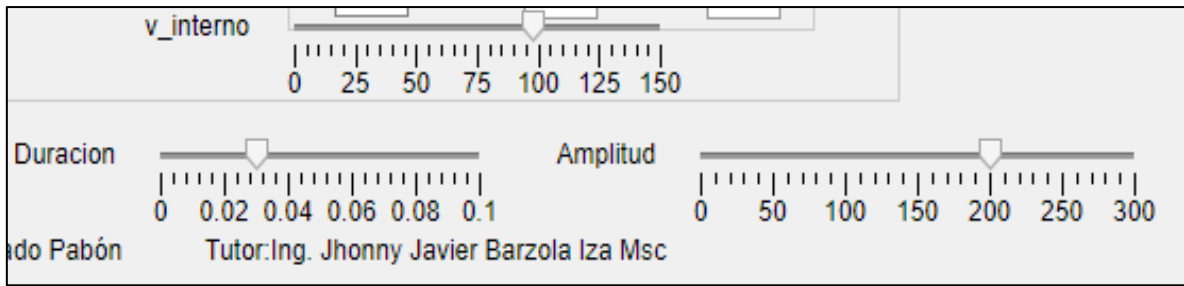 v_interno
0 25 50 75 100 125 150
Duracion
0 0.02 0.04 0.06 0.08 0.1
Amplitud
0 50 100 150 200 250 300
ado Pabón Tutor:Ing. Jhonny Javier Barzola Iza Msc